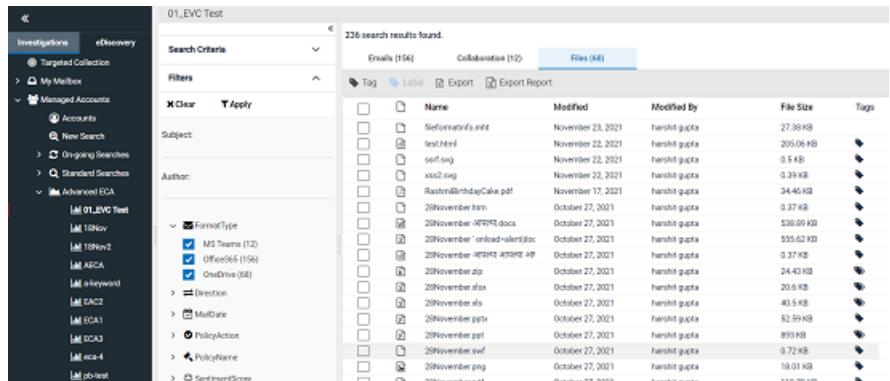 01_EVC Test
Investigations
eDiscovery
Targeted Collection
My Mailbox
Managed Accounts
Accounts
New Search
On-going Searches
Standard Searches
Advanced ECA
01_EVC Test
18Nov
18Nov2
AECA
a-keyword
EAC2
ECA1
ECA3
eca-4
pb-test
Search Criteria
Filters
Clear Apply
Subject:
Author:
FormatType
MS Teams (12)
Office365 (156)
OneDrive (68)
Direction
MailDate
PolicyAction
PolicyName
SentimentScore
236 search results found.
Emails (156) Collaboration (12) Files (68)
Tag Label Export Export Report
Name Modified Modified By File Size Tags
fileformatinfo.mht November 23, 2021 harshit gupta 27.38 KB
test.html November 22, 2021 harshit gupta 205.06 KB
ssrf.svg November 22, 2021 harshit gupta 0.5 KB
xss2.svg November 22, 2021 harshit gupta 0.39 KB
RashmiBirthdayCake.pdf November 17, 2021 harshit gupta 34.46 KB
28November.htm October 27, 2021 harshit gupta 0.37 KB
28November-आपल्या.docx October 27, 2021 harshit gupta 538.89 KB
28November`onload=alert(doc October 27, 2021 harshit gupta 555.62 KB
28November-आपल्या आपल्या October 27, 2021 harshit gupta 0.37 KB
28November.zip October 27, 2021 harshit gupta 24.43 KB
28November.xlsx October 27, 2021 harshit gupta 20.6 KB
28November.xls October 27, 2021 harshit gupta 40.5 KB
28November.pptx October 27, 2021 harshit gupta 52.59 KB
28November.ppt October 27, 2021 harshit gupta 893 KB
28November.swf October 27, 2021 harshit gupta 0.72 KB
28November.png October 27, 2021 harshit gupta 18.01 KB